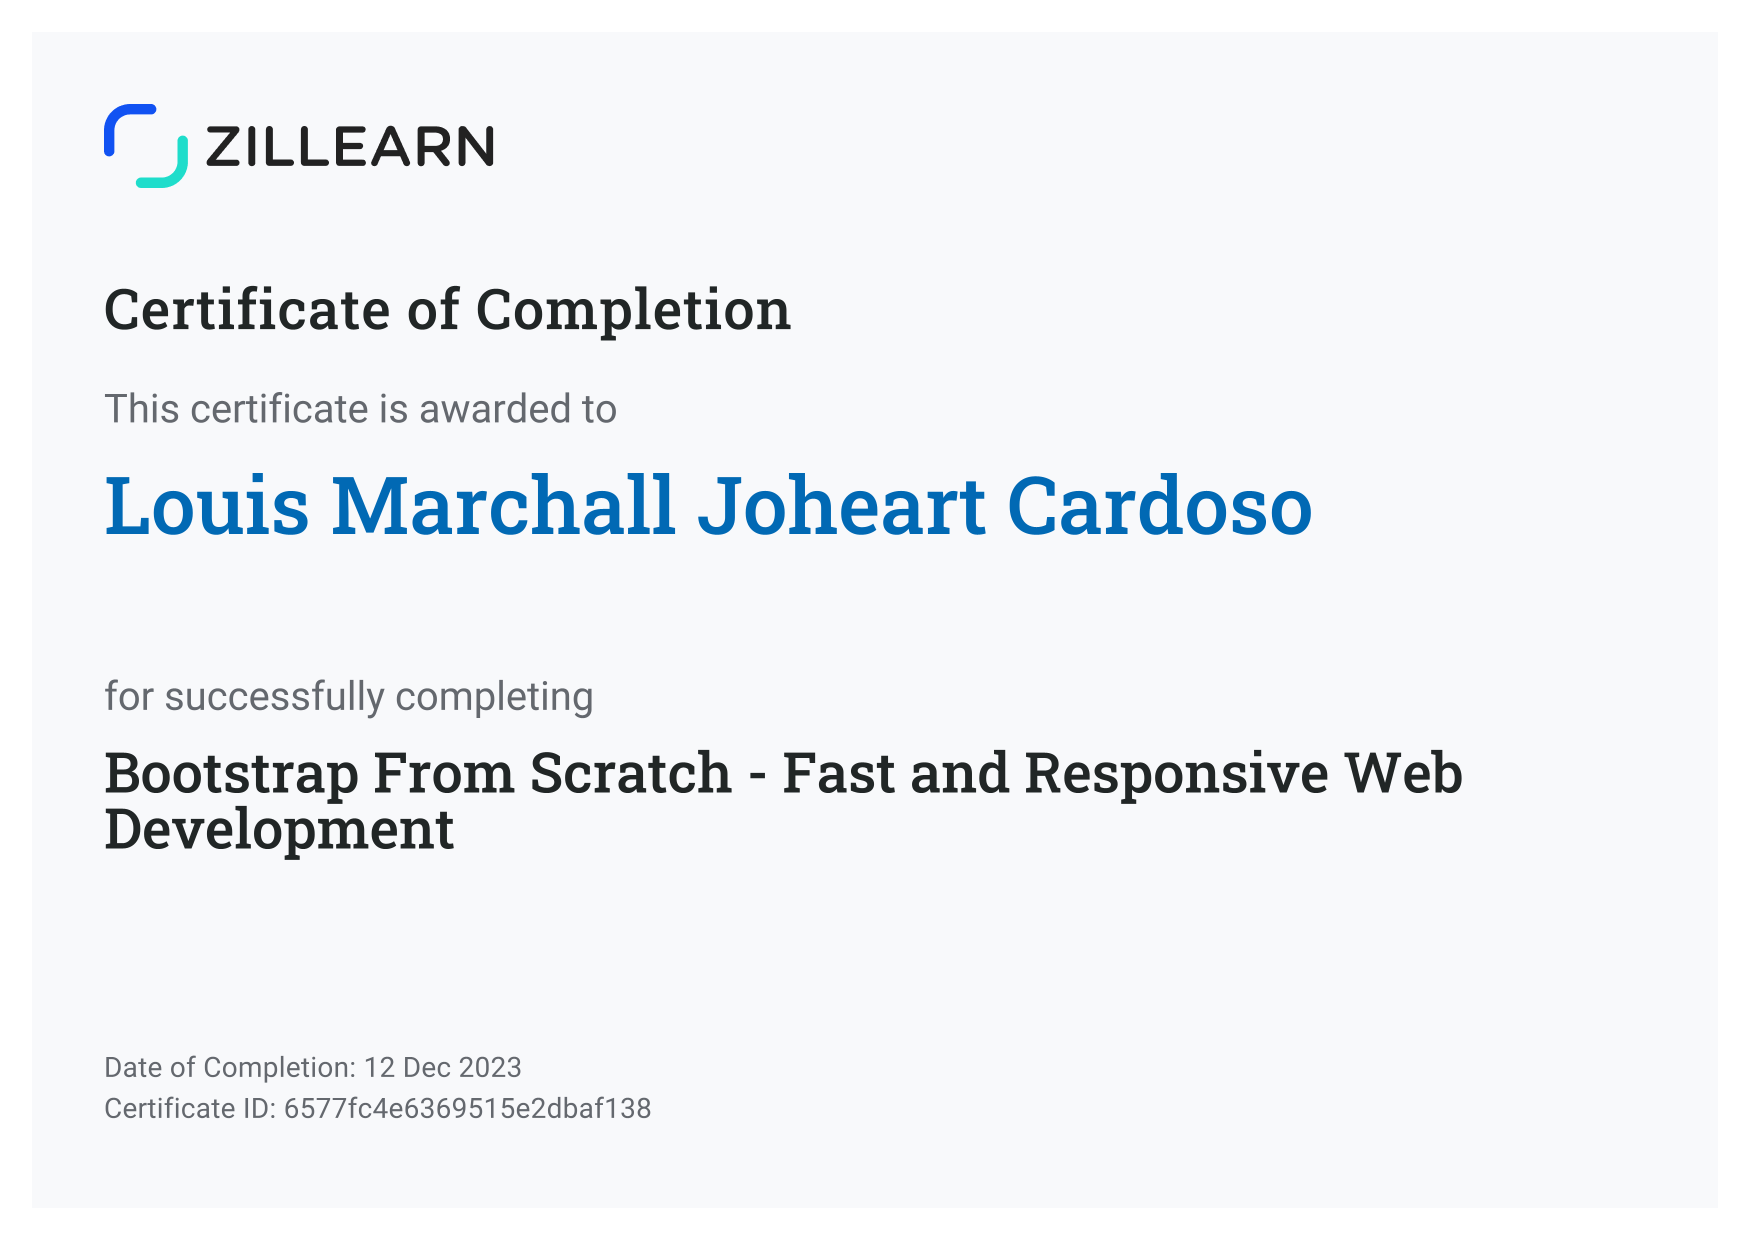 ZILLEARN
Certificate of Completion
This certificate is awarded to
Louis Marchall Joheart Cardoso
for successfully completing
Bootstrap From Scratch - Fast and Responsive Web
Development
Date of Completion: 12 Dec 2023
Certificate ID: 6577fc4e6369515e2dbaf138